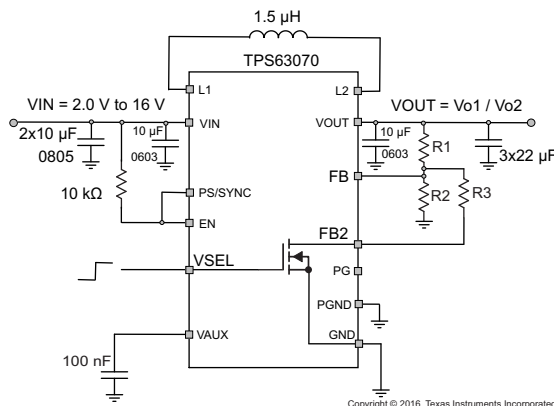 1.5 µH
TPS63070
L1
L2
VIN = 2.0 V to 16 V
VOUT = Vo1 / Vo2
VIN
VOUT
2x10 µF
0805
10 µF
0603
10 µF
0603
R1
3x22 µF
10 kΩ
PS/SYNC
FB
R2
R3
EN
FB2
VSEL
PG
PGND
VAUX
GND
100 nF
Copyright © 2016, Texas Instruments Incorporated